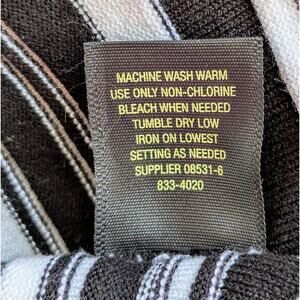 MACHINE WASH WARM
USE ONLY NON-CHLORINE
BLEACH WHEN NEEDED
TUMBLE DRY LOW
IRON ON LOWEST
SETTING AS NEEDED
SUPPLIER 08531-6
833-4020